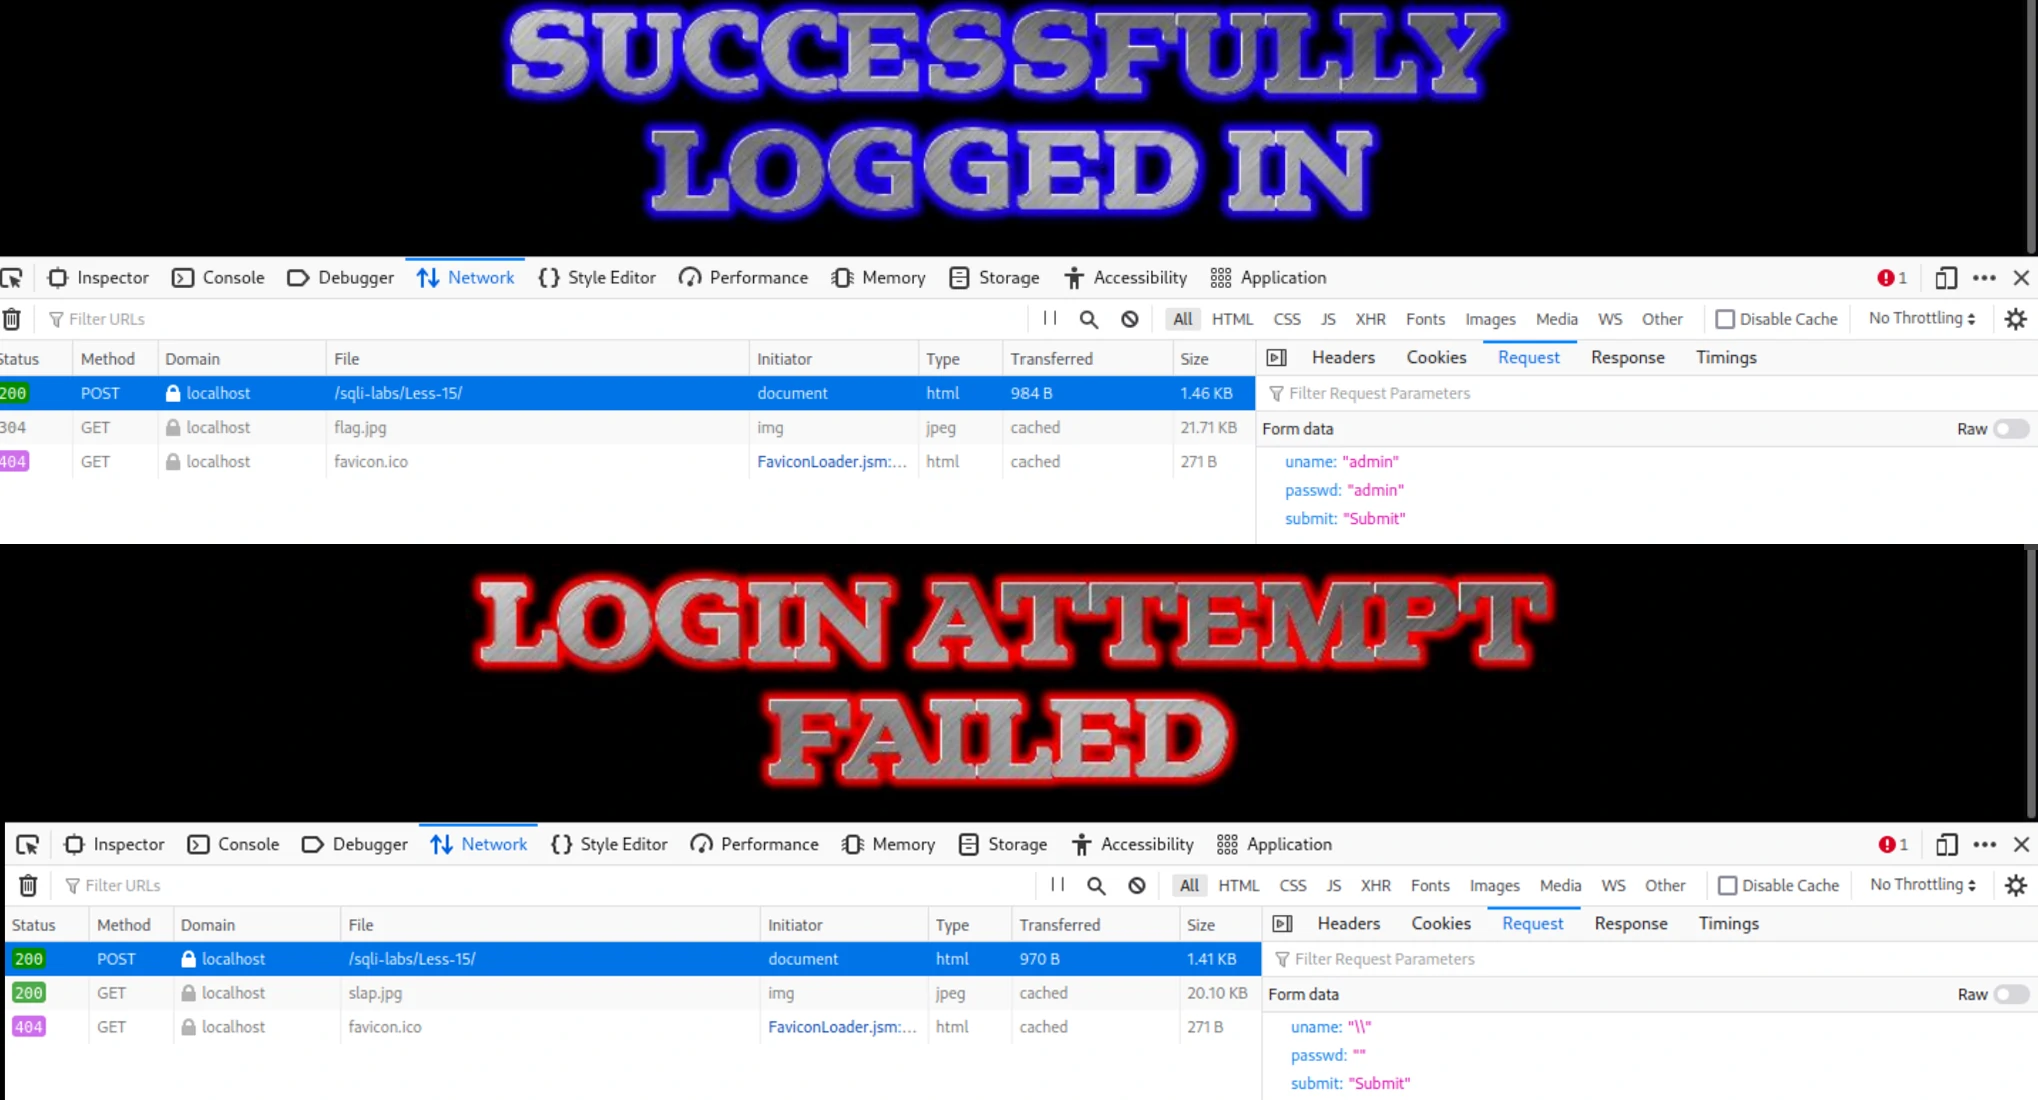 SUCCESSFULLY
LOGGED IN
Inspector Console Debugger Network Style Editor Performance Memory Storage Accessibility Application 1
Filter URLs All HTML CSS JS XHR Fonts Images Media WS Other Disable Cache No Throttling
Status Method Domain File Initiator Type Transferred Size Headers Cookies Request Response Timings
200 POST localhost /sqli-labs/Less-15/ document html 984 B 1.46 KB Filter Request Parameters
304 GET localhost flag.jpg img jpeg cached 21.71 KB Form data Raw
404 GET localhost favicon.ico FaviconLoader.jsm:... html cached 271 B uname: "admin"
passwd: "admin"
submit: "Submit"
LOGIN ATTEMPT
FAILED
Inspector Console Debugger Network Style Editor Performance Memory Storage Accessibility Application 1
Filter URLs All HTML CSS JS XHR Fonts Images Media WS Other Disable Cache No Throttling
Status Method Domain File Initiator Type Transferred Size Headers Cookies Request Response Timings
200 POST localhost /sqli-labs/Less-15/ document html 970 B 1.41 KB Filter Request Parameters
200 GET localhost slap.jpg img jpeg cached 20.10 KB Form data Raw
404 GET localhost favicon.ico FaviconLoader.jsm:... html cached 271 B uname: "\\"
passwd: ""
submit: "Submit"